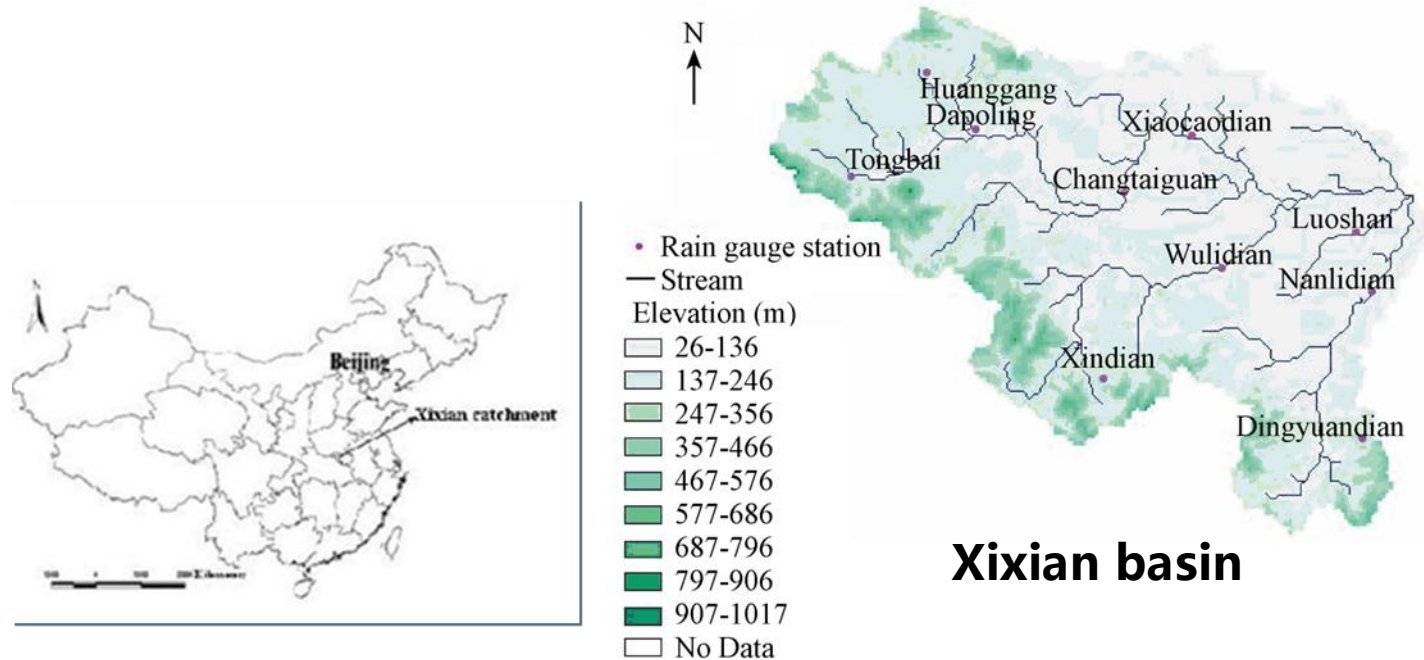 Beijing
Xixian catchment
N
Huanggang
Dapoling
Xiaocaodian
Tongbai
Changtaiguan
Luoshan
Wulidian
Nanlidian
Xindian
Dingyuandian
Rain gauge station
Stream
Elevation (m)
26-136
137-246
247-356
357-466
467-576
577-686
687-796
797-906
907-1017
No Data
Xixian basin